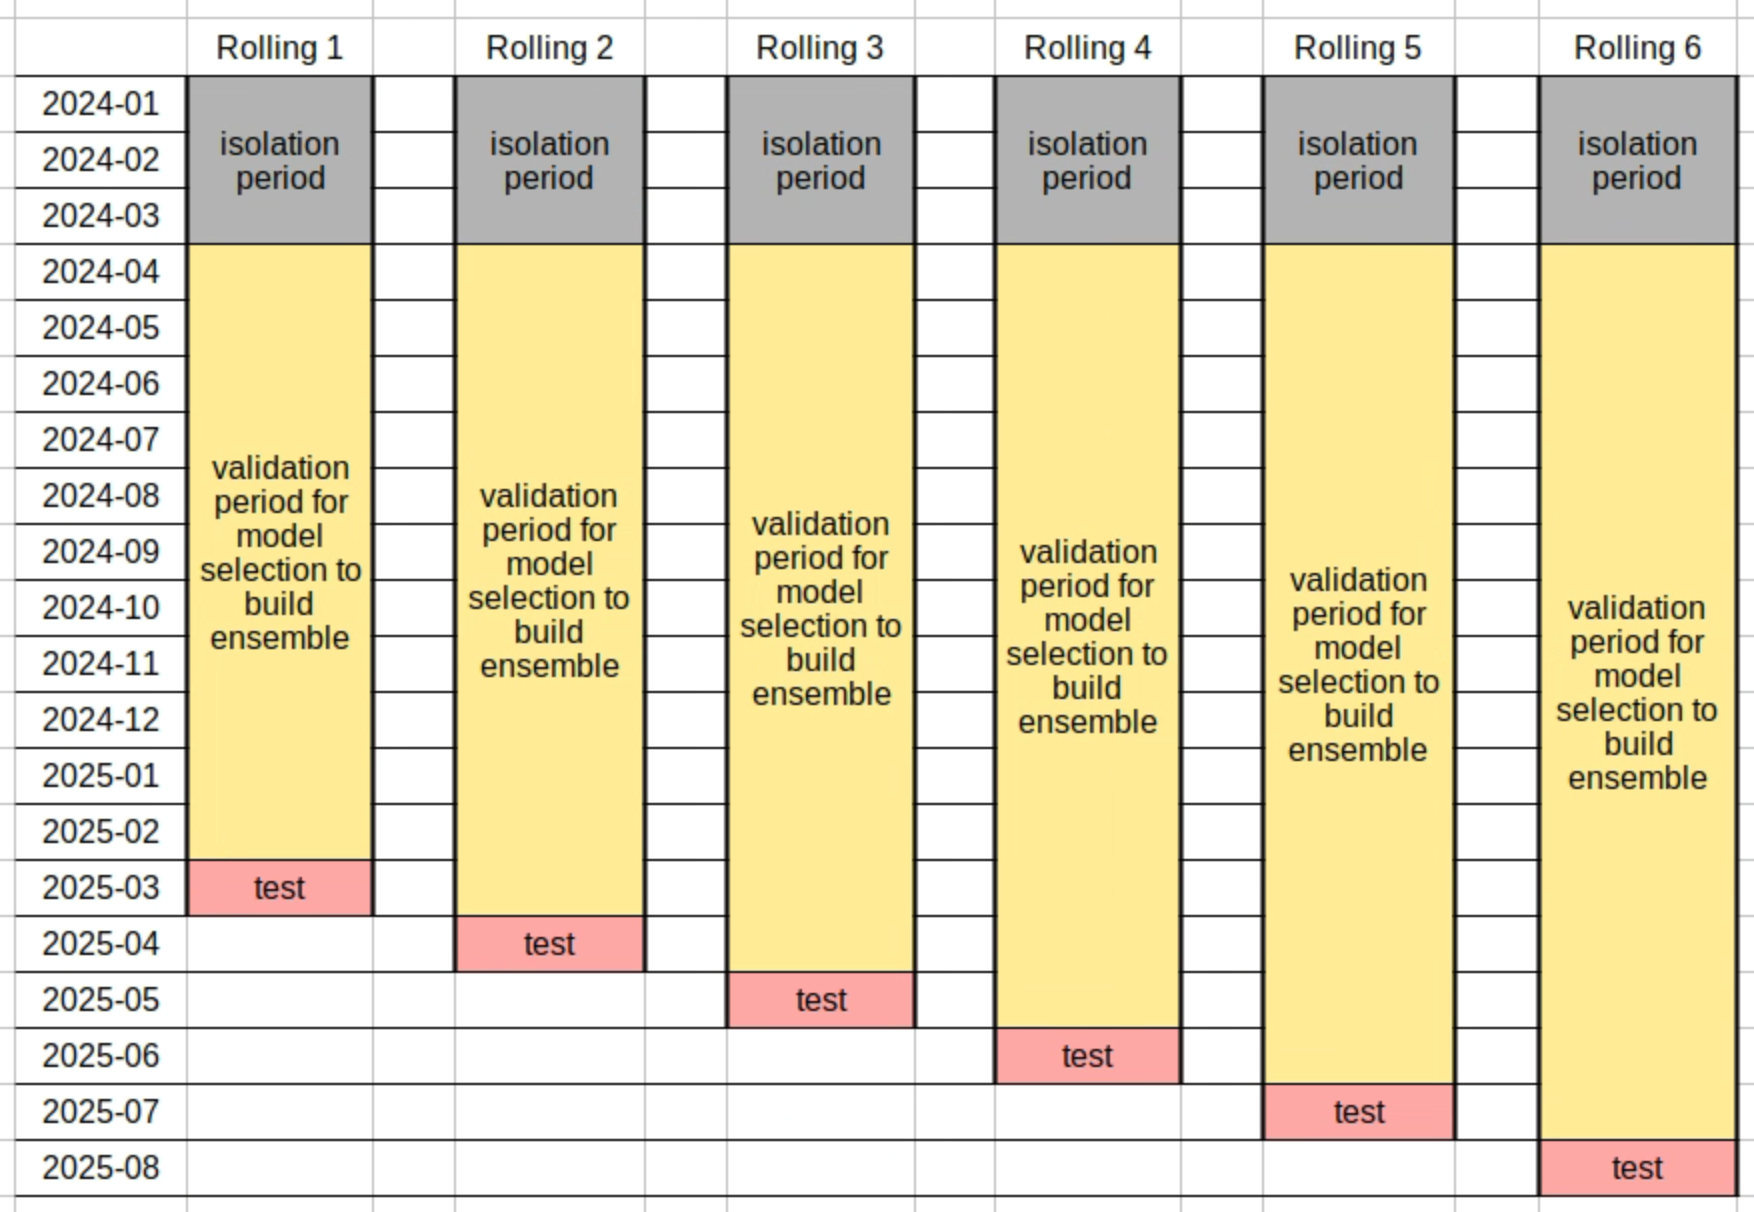 Rolling 1 Rolling 2 Rolling 3 Rolling 4 Rolling 5 Rolling 6
2024-01
2024-02
2024-03
2024-04
2024-05
2024-06
2024-07
2024-08
2024-09
2024-10
2024-11
2024-12
2025-01
2025-02
2025-03
2025-04
2025-05
2025-06
2025-07
2025-08
isolation
period
validation
period for
model
selection to
build
ensemble
test
isolation
period
validation
period for
model
selection to
build
ensemble
test
isolation
period
validation
period for
model
selection to
build
ensemble
test
isolation
period
validation
period for
model
selection to
build
ensemble
test
isolation
period
validation
period for
model
selection to
build
ensemble
test
isolation
period
validation
period for
model
selection to
build
ensemble
test